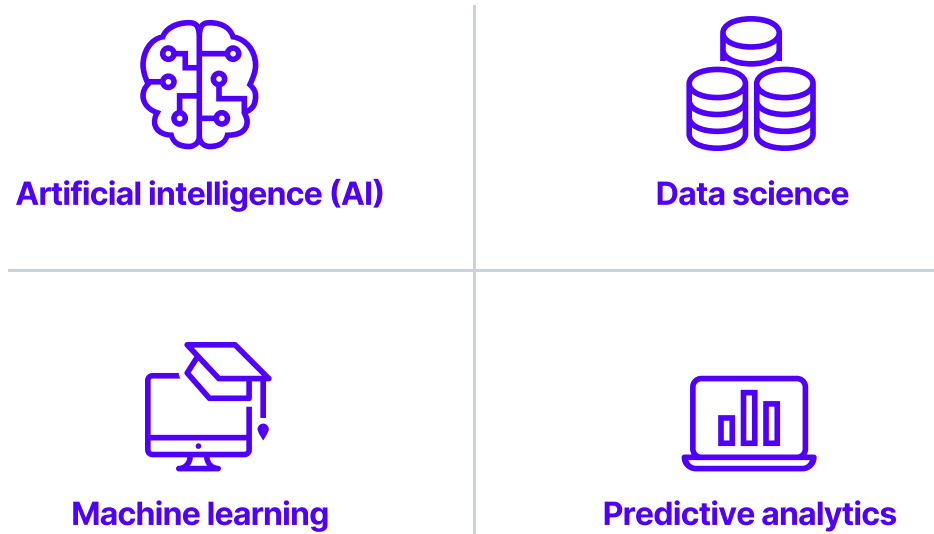 Artificial intelligence (AI)
Data science
Machine learning
Predictive analytics